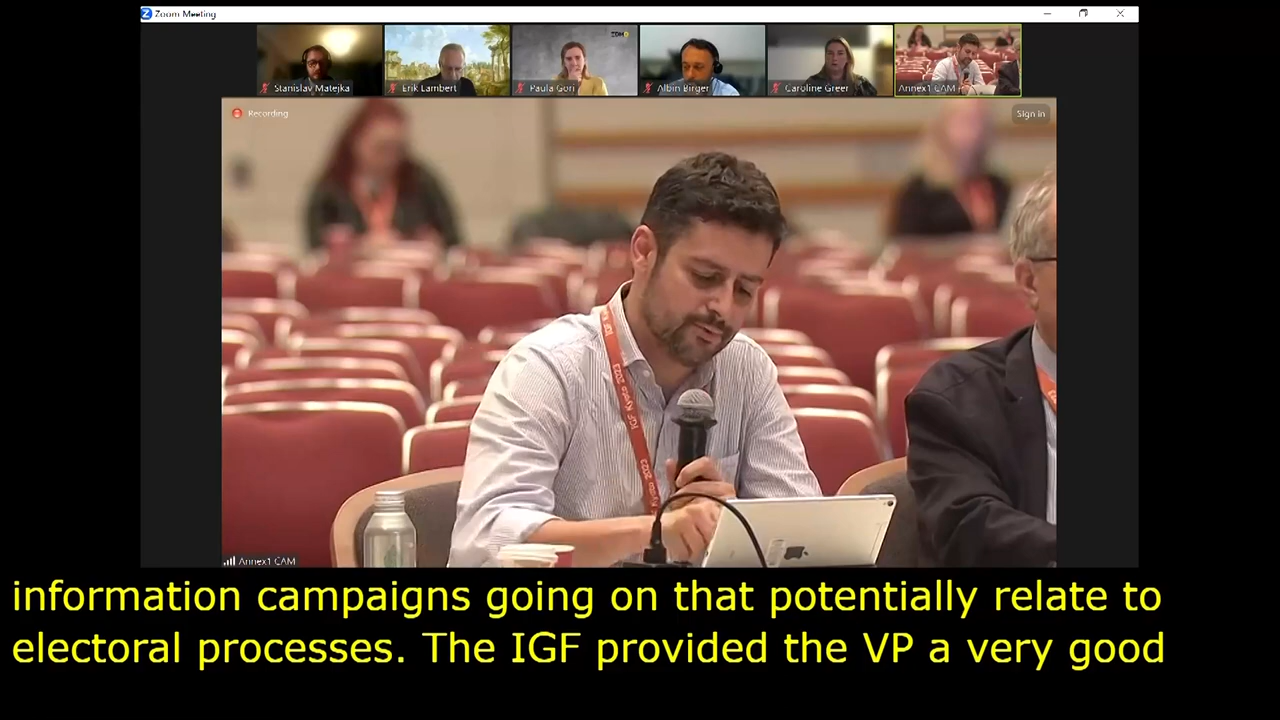 Zoom Meeting
Stanislav Matejka
Erik Lambert
Paula Gori
Albin Birger
Caroline Greer
Annex1 CAM
Recording
Sign in
Annex1 CAM
information campaigns going on that potentially relate to
electoral processes. The IGF provided the VP a very good